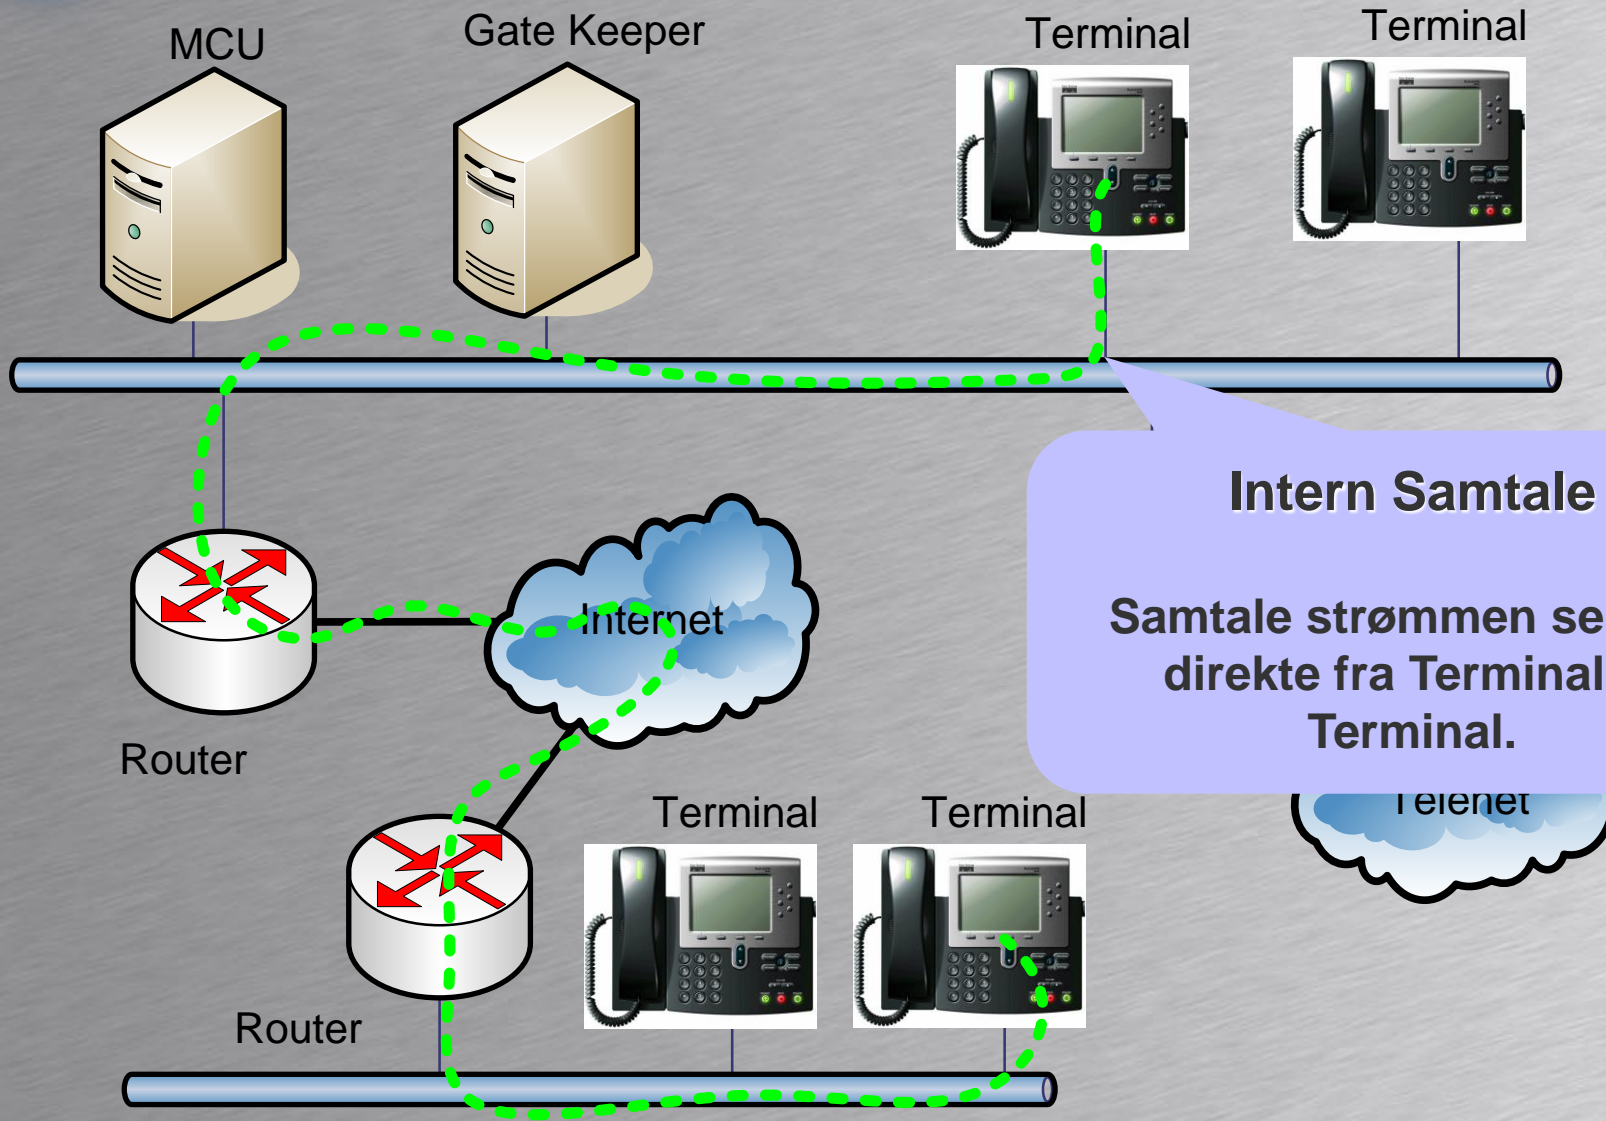 MCU
Gate Keeper
Terminal
Terminal
Intern Samtale
Internet
Samtale strømmen se
direkte fra Terminal
Terminal.
Router
Terminal
Terminal
Telenet
Router